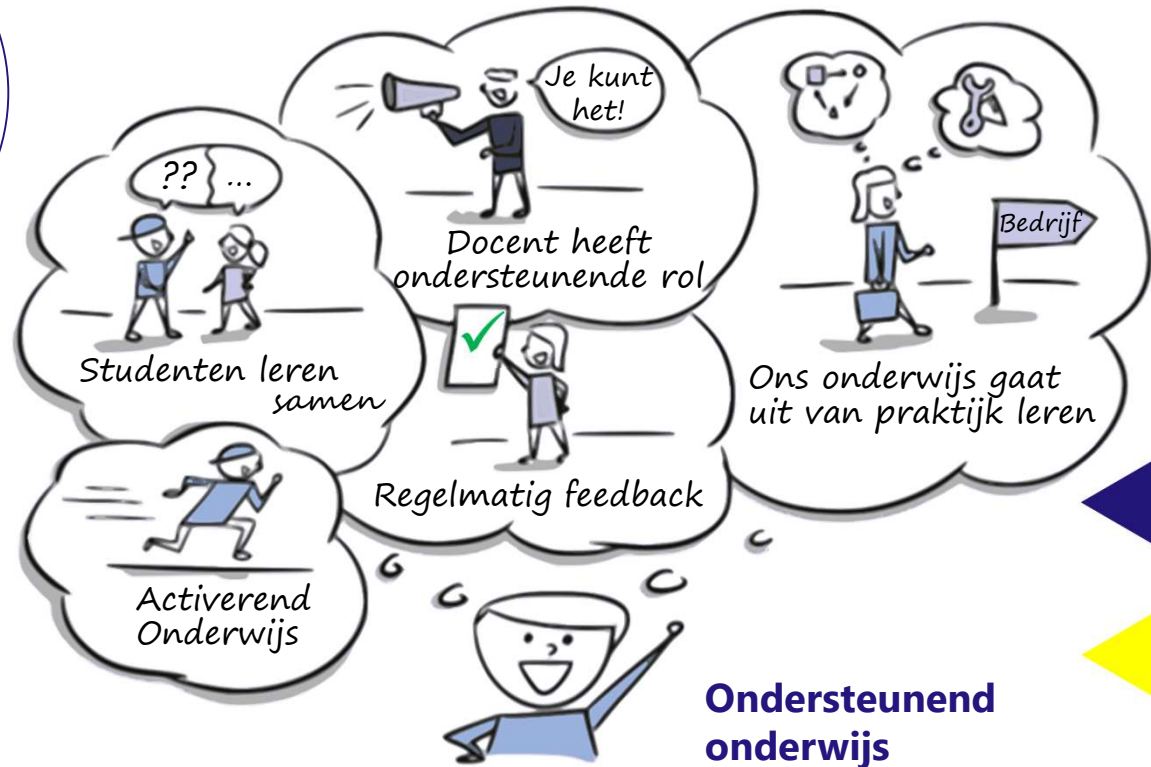 Je kunt
het!
Docent heeft
ondersteunende rol
?? ...
Studenten leren
samen
Bedrijf
Ons onderwijs gaat
uit van praktijk leren
Regelmatig feedback
Activerend
Onderwijs
Ondersteunend
onderwijs